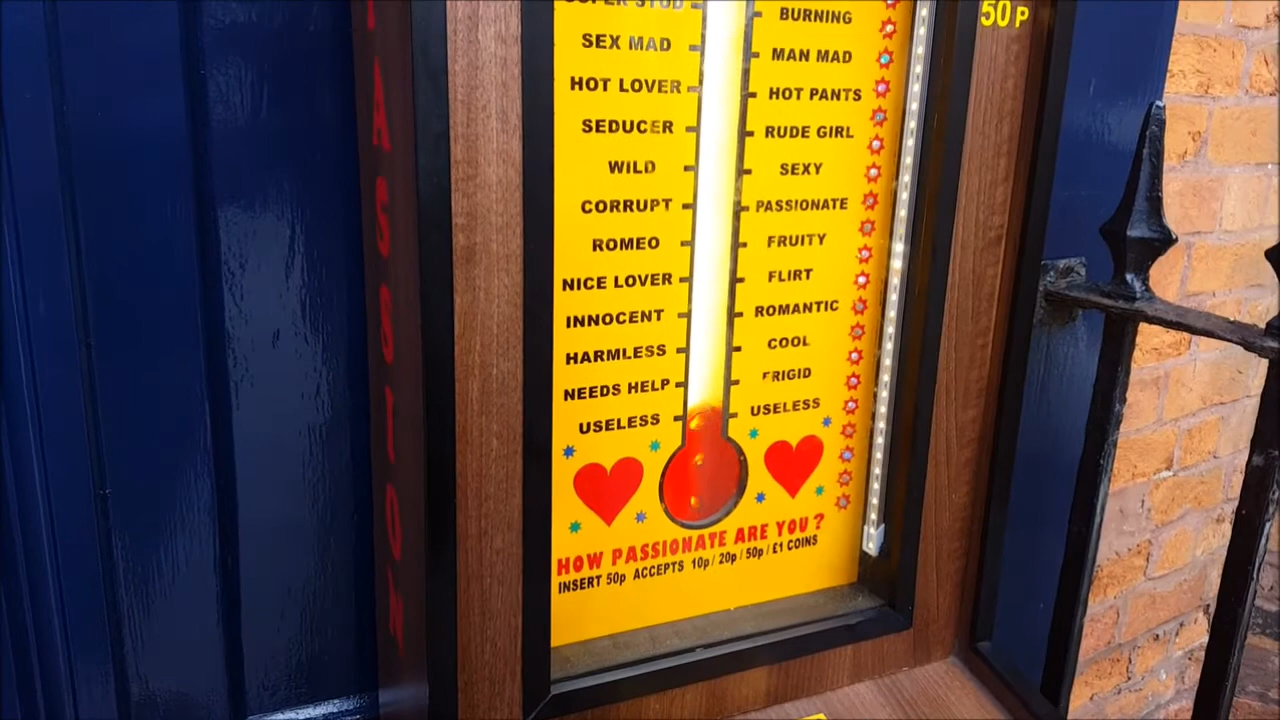 SUPER STUD
SEX MAD
HOT LOVER
SEDUCER
WILD
CORRUPT
ROMEO
NICE LOVER
INNOCENT
HARMLESS
NEEDS HELP
USELESS
BURNING
MAN MAD
HOT PANTS
RUDE GIRL
SEXY
PASSIONATE
FRUITY
FLIRT
ROMANTIC
COOL
FRIGID
USELESS
HOW PASSIONATE ARE YOU?
INSERT 50p ACCEPTS 10p/20p/50p/£1 COINS
50P